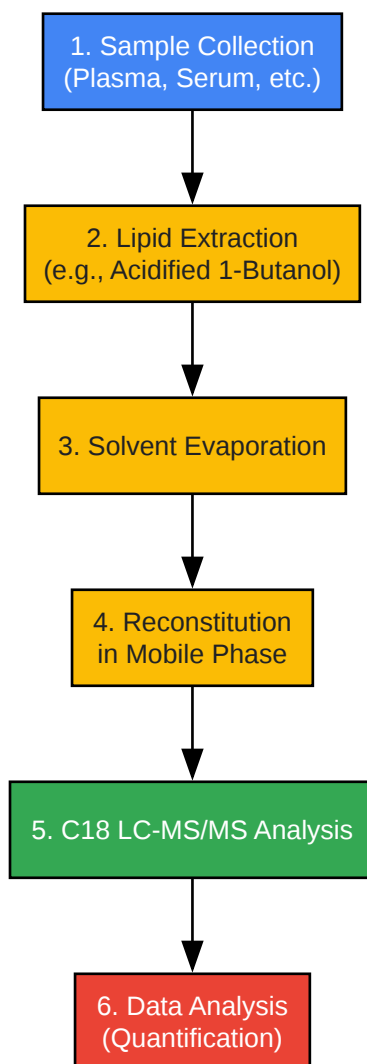 1. Sample Collection
(Plasma, Serum, etc.)
2. Lipid Extraction
(e.g., Acidified 1-Butanol)
3. Solvent Evaporation
4. Reconstitution
in Mobile Phase
5. C18 LC-MS/MS Analysis
6. Data Analysis
(Quantification)